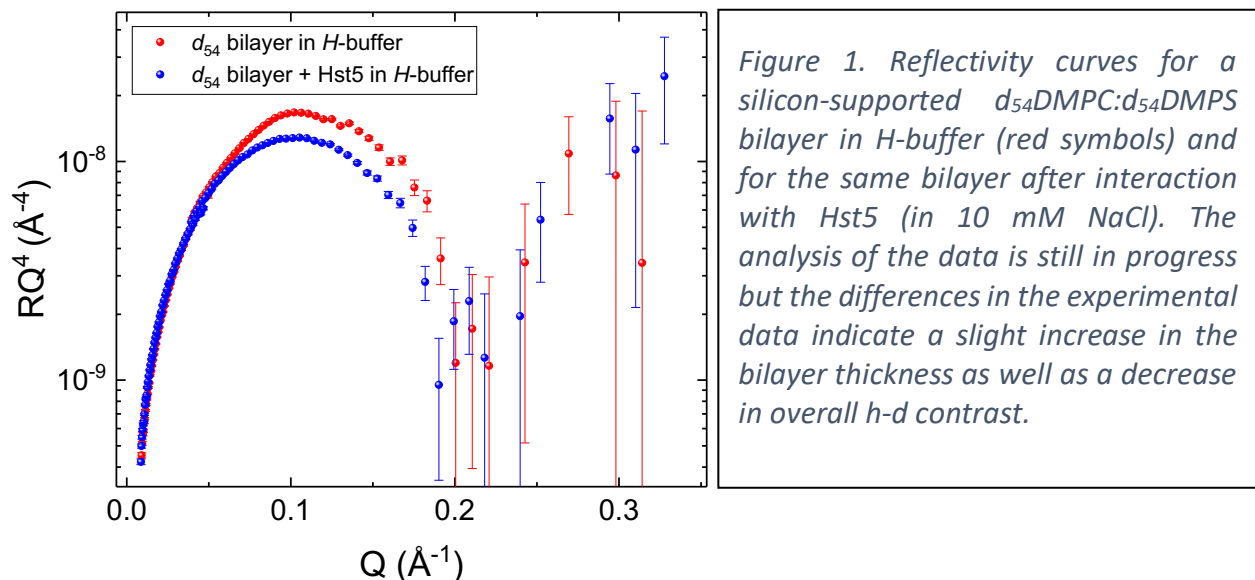 d54 bilayer in H-buffer
d54 bilayer + Hst5 in H-buffer
10-8
10-9
RQ4 (Å-4)
0.0 0.1 0.2 0.3
Q (Å-1)
Figure 1. Reflectivity curves for a
silicon-supported d54DMPC:d54DMPS
bilayer in H-buffer (red symbols) and
for the same bilayer after interaction
with Hst5 (in 10 mM NaCl). The
analysis of the data is still in progress
but the differences in the experimental
data indicate a slight increase in the
bilayer thickness as well as a decrease
in overall h-d contrast.